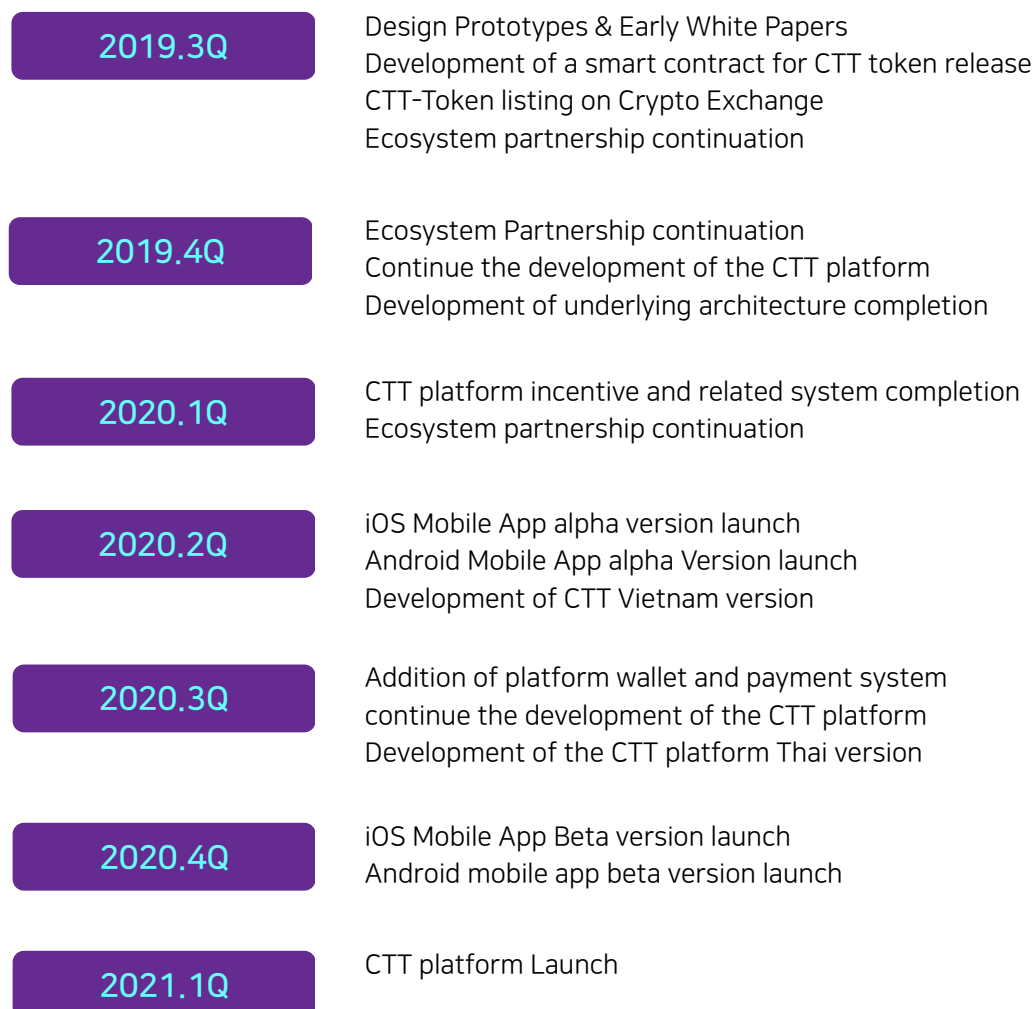 2019.3Q
Design Prototypes & Early White Papers
Development of a smart contract for CTT token release
CTT-Token listing on Crypto Exchange
Ecosystem partnership continuation
2019.4Q
Ecosystem Partnership continuation
Continue the development of the CTT platform
Development of underlying architecture completion
2020.1Q
CTT platform incentive and related system completion
Ecosystem partnership continuation
2020.2Q
iOS Mobile App alpha version launch
Android Mobile App alpha Version launch
Development of CTT Vietnam version
2020.3Q
Addition of platform wallet and payment system
continue the development of the CTT platform
Development of the CTT platform Thai version
2020.4Q
iOS Mobile App Beta version launch
Android mobile app beta version launch
2021.1Q
CTT platform Launch